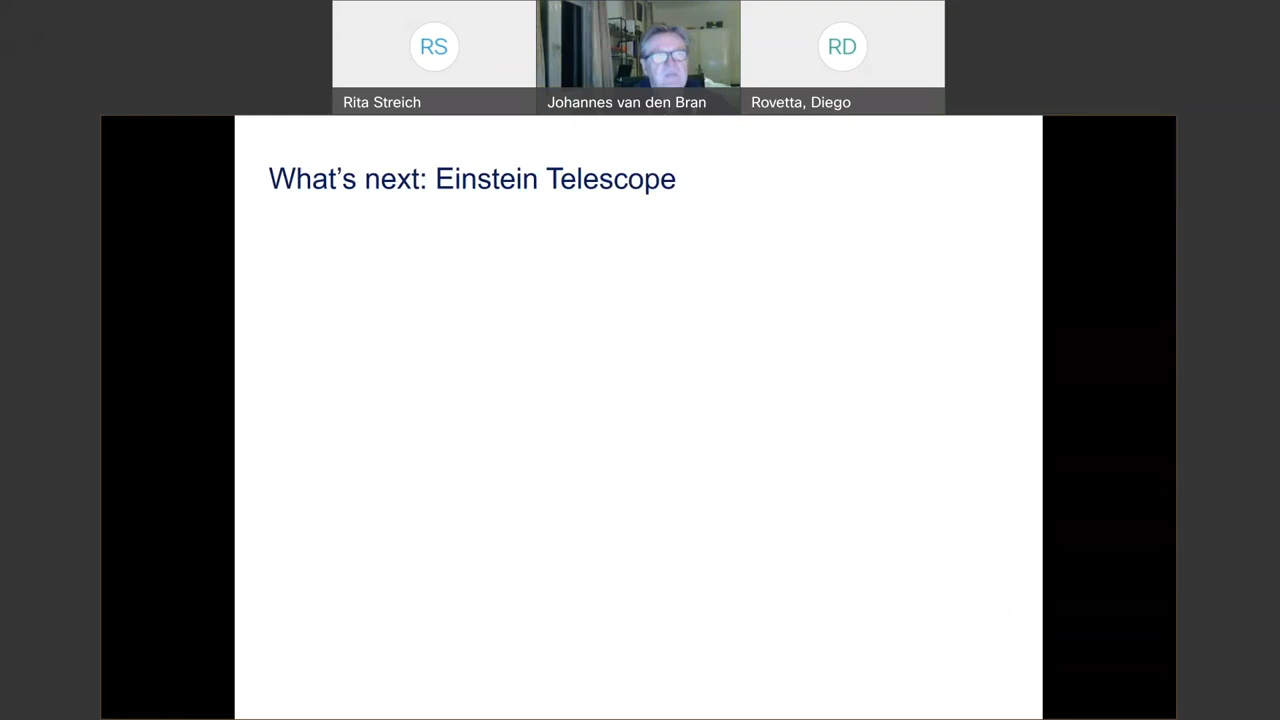 RS
RD
Rita Streich
Johannes van den Bran
Rovetta, Diego
What's next: Einstein Telescope